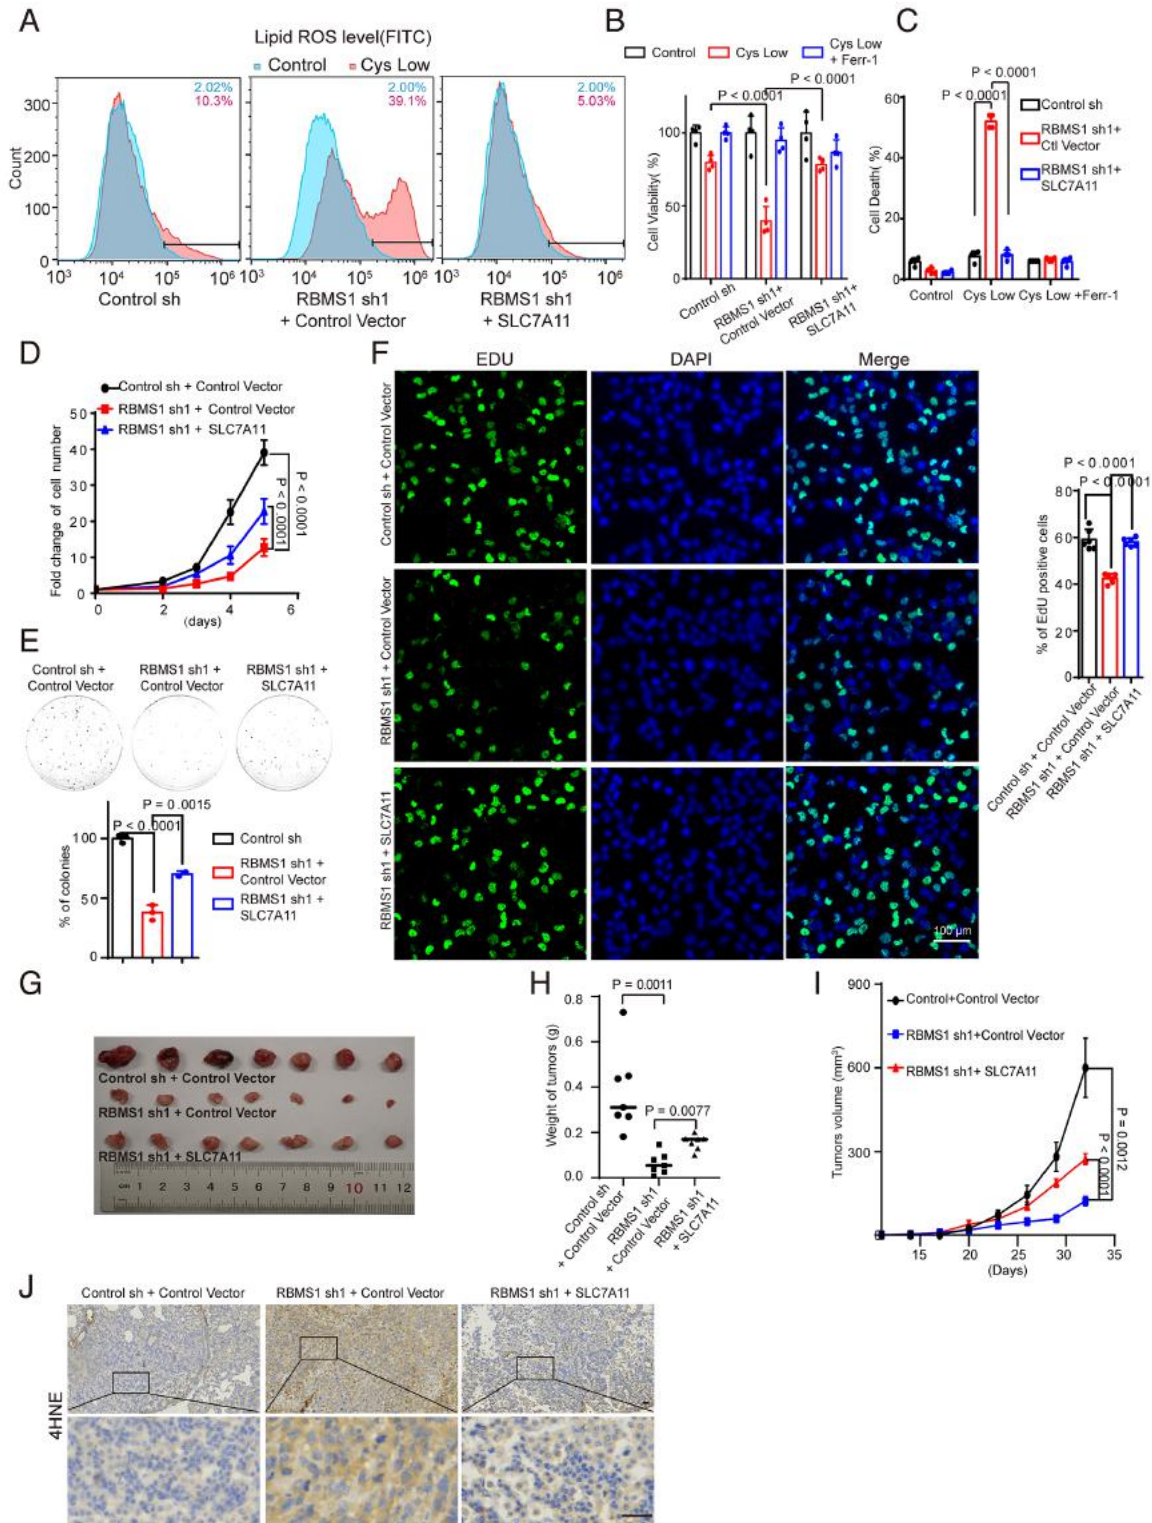 A
Lipid ROS level(FITC)
Control Cys Low
2.02%
10.3%
2.00%
39.1%
2.00%
5.03%
Count
300
200
100
0
10³ 10⁴ 10⁵ 10⁶
10³ 10⁴ 10⁵ 10⁶
10³ 10⁴ 10⁵ 10⁶
Control sh
RBMS1 sh1
+ Control Vector
RBMS1 sh1
+ SLC7A11
B
Control
Cys Low
Cys Low
+ Ferr-1
P < 0.0001
P < 0.0001
Cell Viability( %)
100
50
0
Control sh
RBMS1 sh1+
Control Vector
RBMS1 sh1+
SLC7A11
C
P < 0.0001
P < 0.0001
Control sh
RBMS1 sh1+
Ctl Vector
RBMS1 sh1+
SLC7A11
Cell Death( %)
60
40
20
0
Control
Cys Low
Cys Low +Ferr-1
D
Control sh + Control Vector
RBMS1 sh1 + Control Vector
RBMS1 sh1 + SLC7A11
Fold change of cell number
50
40
30
20
10
0
0 2 4 6
(days)
P < 0.0001
P < 0.0001
E
Control sh +
Control Vector
RBMS1 sh1 +
Control Vector
RBMS1 sh1 +
SLC7A11
P = 0.0015
P < 0.0001
% of colonies
100
50
0
Control sh
RBMS1 sh1 +
Control Vector
RBMS1 sh1 +
SLC7A11
F
EDU
DAPI
Merge
Control sh + Control Vector
RBMS1 sh1 + Control Vector
RBMS1 sh1 + SLC7A11
100 µm
P < 0.0001
P < 0.0001
% of EdU positive cells
80
60
40
20
0
Control sh + Control Vector
RBMS1 sh1 + Control Vector
RBMS1 sh1 + SLC7A11
G
Control sh + Control Vector
RBMS1 sh1 + Control Vector
RBMS1 sh1 + SLC7A11
cm 1 2 3 4 5 6 7 8 9 10 11 12
H
P = 0.0011
P = 0.0077
Weight of tumors (g)
0.8
0.6
0.4
0.2
0.0
Control sh
+ Control Vector
RBMS1 sh1
+ Control Vector
RBMS1 sh1
+ SLC7A11
I
Control+Control Vector
RBMS1 sh1+Control Vector
RBMS1 sh1+ SLC7A11
Tumors volume (mm³)
900
600
300
15 20 25 30 35
(Days)
P = 0.0012
P < 0.0001
J
Control sh + Control Vector
RBMS1 sh1 + Control Vector
RBMS1 sh1 + SLC7A11
4HNE